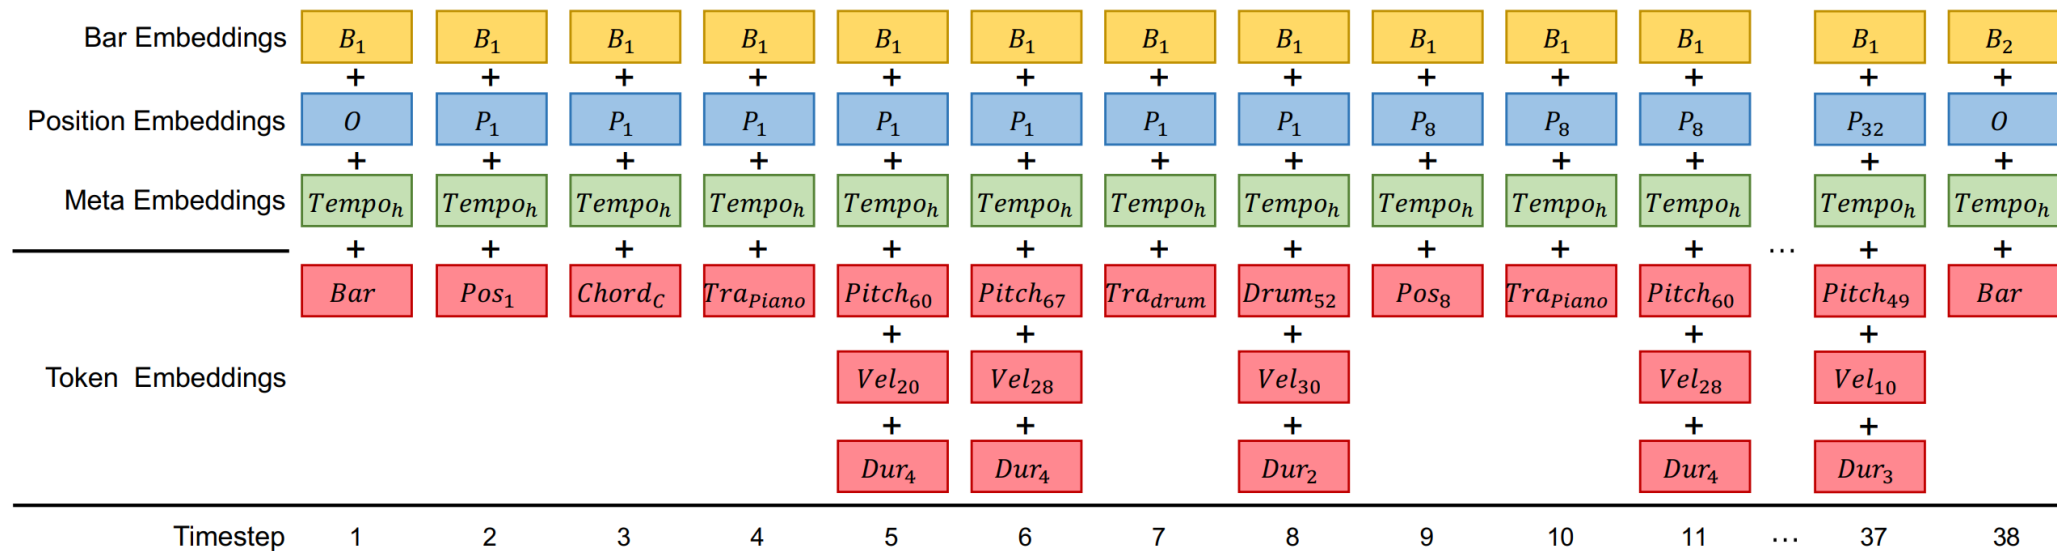 Bar Embeddings B1 B1 B1 B1 B1 B1 B1 B1 B1 B1 B1 B1 B2
+ + + + + + + + + + + + +
Position Embeddings O P1 P1 P1 P1 P1 P1 P1 P8 P8 P8 P32 O
+ + + + + + + + + + + + +
Meta Embeddings Tempoh Tempoh Tempoh Tempoh Tempoh Tempoh Tempoh Tempoh Tempoh Tempoh Tempoh Tempoh Tempoh
+ + + + + + + + + + + ... + +
Bar Pos1 ChordC TraPiano Pitch60 Pitch67 Tradrum Drum52 Pos8 TraPiano Pitch60 Pitch49 Bar
+ + + + +
Token Embeddings Vel20 Vel28 Vel30 Vel28 Vel10
+ + + + +
Dur4 Dur4 Dur2 Dur4 Dur3
Timestep 1 2 3 4 5 6 7 8 9 10 11 ... 37 38